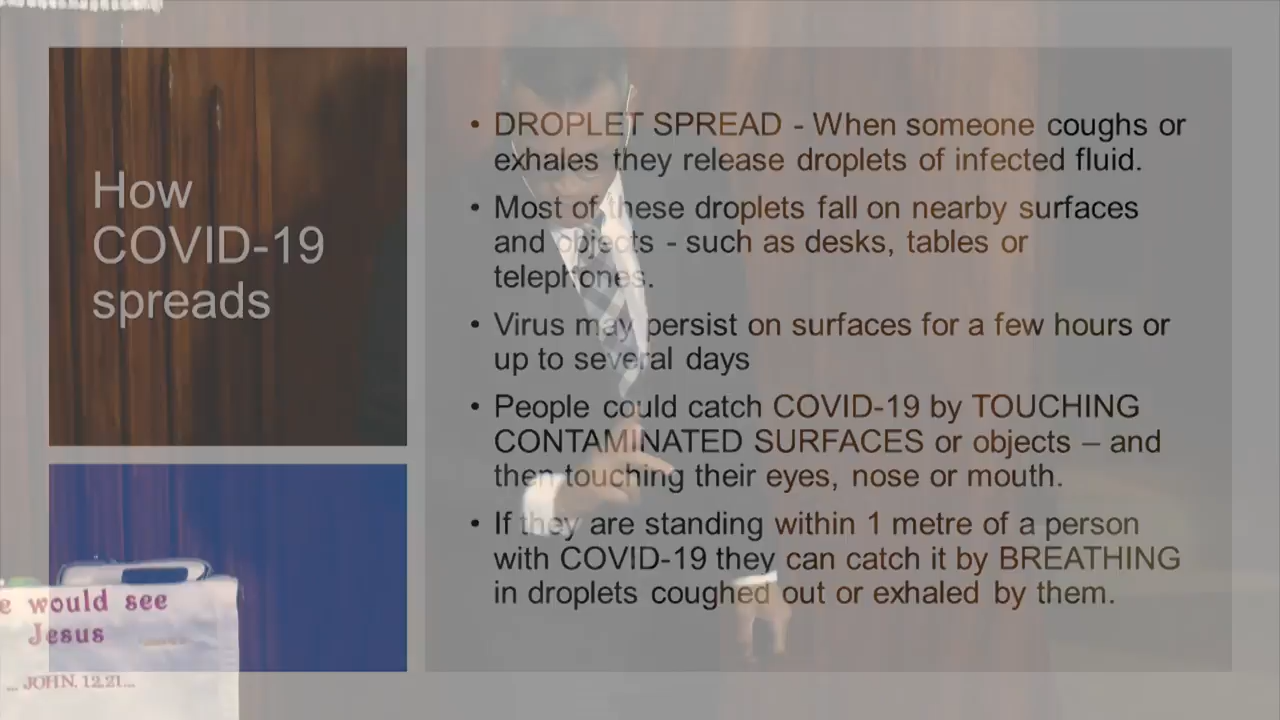 How
COVID-19
spreads
• DROPLET SPREAD - When someone coughs or
exhales they release droplets of infected fluid.
• Most of these droplets fall on nearby surfaces
and objects - such as desks, tables or
telephones.
• Virus may persist on surfaces for a few hours or
up to several days
• People could catch COVID-19 by TOUCHING
CONTAMINATED SURFACES or objects – and
then touching their eyes, nose or mouth.
• If they are standing within 1 metre of a person
with COVID-19 they can catch it by BREATHING
in droplets coughed out or exhaled by them.
e would see
Jesus
... JOHN. 12.21...